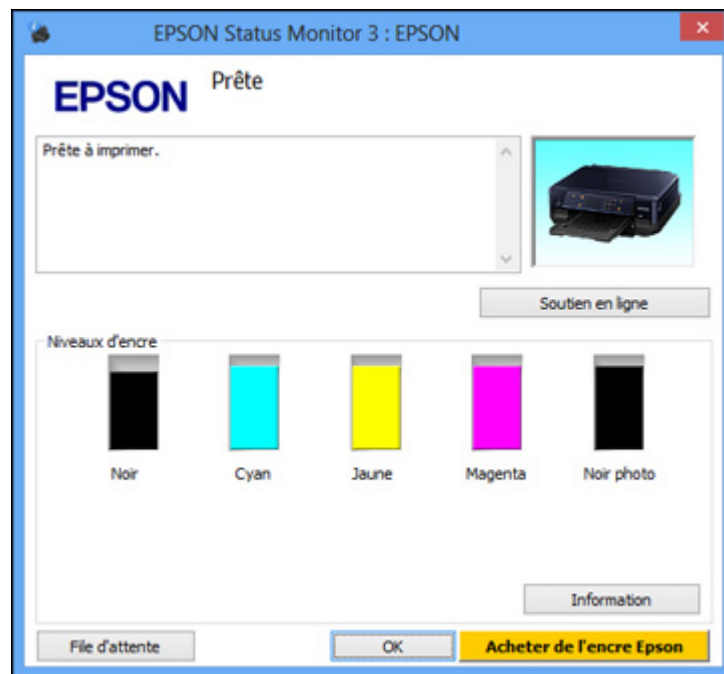 EPSON Status Monitor 3 : EPSON
EPSON
Prête
Prête à imprimer.
Soutien en ligne
Niveaux d'encre
Noir
Cyan
Jaune
Magenta
Noir photo
Information
File d'attente
OK
Acheter de l'encre Epson